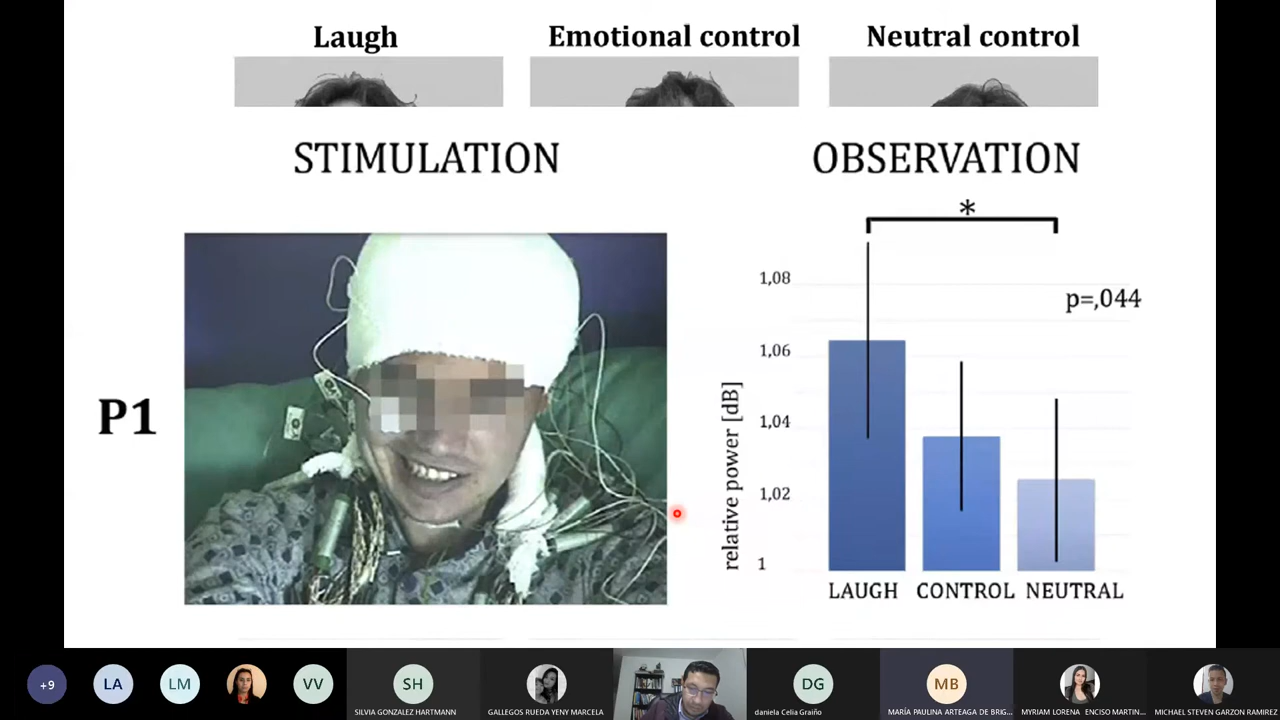 Laugh
Emotional control
Neutral control
STIMULATION
OBSERVATION
*
p=,044
1,08
1,06
1,04
1,02
1
relative power [dB]
P1
LAUGH
CONTROL
NEUTRAL
+9
LA
LM
VV
SH
DG
MB
SILVIA GONZALEZ HARTMANN
GALLEGOS RUEDA YENY MARCELA
daniela Celia Graiño
MARÍA PAULINA ARTEAGA DE BRIG...
MYRIAM LORENA ENCISO MARTIN...
MICHAEL STEVEN GARZON RAMIREZ